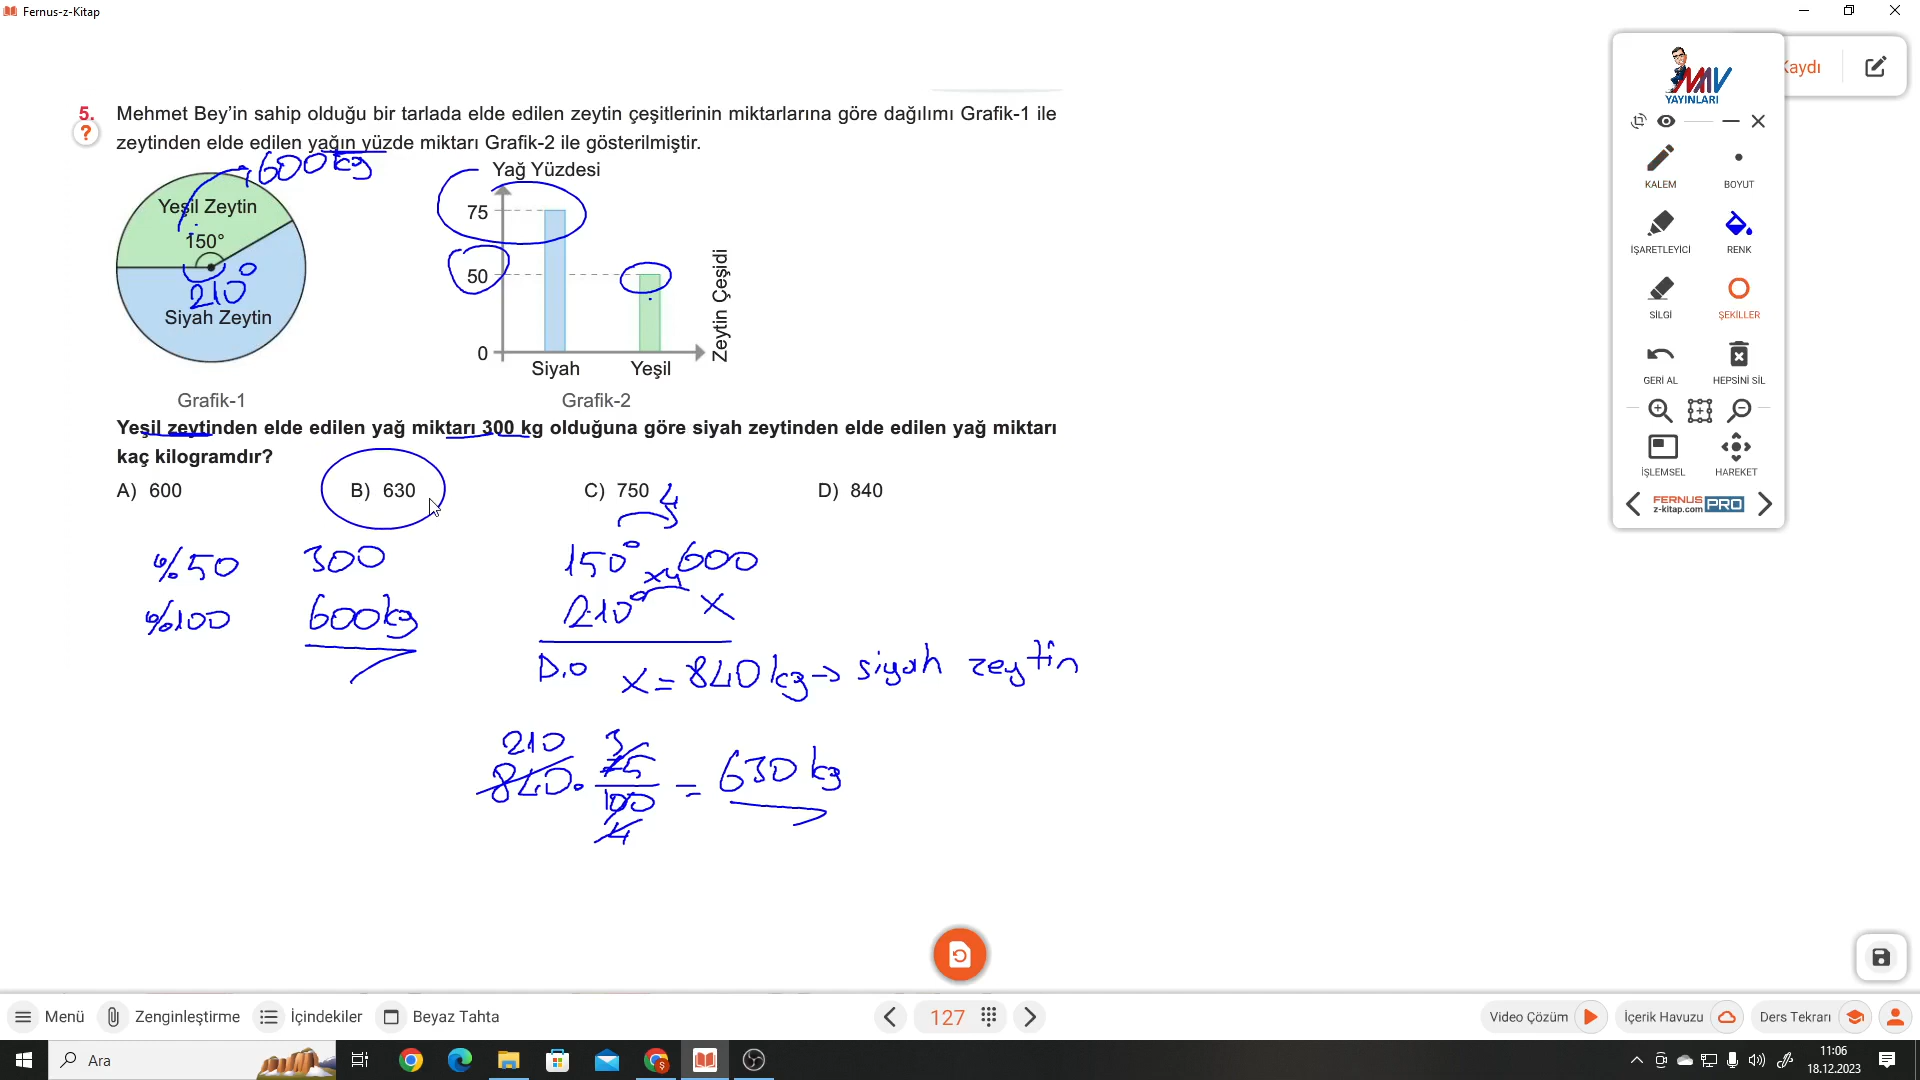 Fernus-z-Kitap
Kaydı
MAV
YAYINLARI
KALEM
BOYUT
İŞARETLEYİCİ
RENK
SİLGİ
ŞEKİLLER
GERİ AL
HEPSİNİ SİL
İŞLEMSEL
HAREKET
FERNUS
z-kitap.com PRO
5. Mehmet Bey'in sahip olduğu bir tarlada elde edilen zeytin çeşitlerinin miktarlarına göre dağılımı Grafik-1 ile
? zeytinden elde edilen yağın yüzde miktarı Grafik-2 ile gösterilmiştir.
600 kg
Yeşil Zeytin
150°
210°
Siyah Zeytin
Grafik-1
Yağ Yüzdesi
75
50
0
Siyah Yeşil
Zeytin Çeşidi
Grafik-2
Yeşil zeytinden elde edilen yağ miktarı 300 kg olduğuna göre siyah zeytinden elde edilen yağ miktarı
kaç kilogramdır?
A) 600 B) 630 C) 750 D) 840
%50 300
%100 600kg
4
150° 600
x4
210° x
D.O x = 840 kg → siyah zeytin
210 3
840 . 75 = 630 kg
100
4
Menü Zenginleştirme İçindekiler Beyaz Tahta 127 Video Çözüm İçerik Havuzu Ders Tekrarı
Ara
11:06
18.12.2023